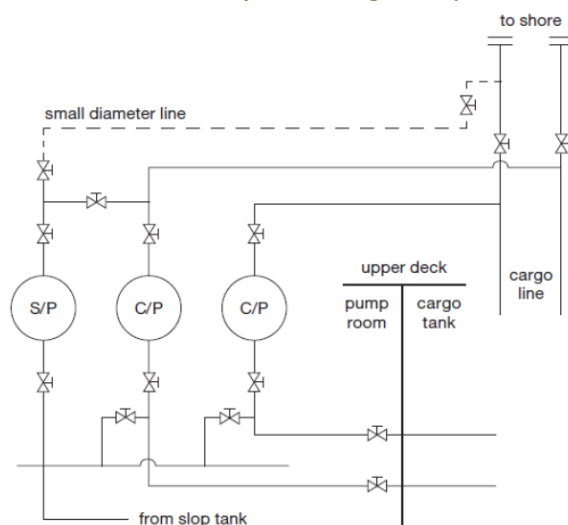 to shore
small diameter line
upper deck
pump
room
cargo
tank
cargo
line
S/P
C/P
C/P
from slop tank